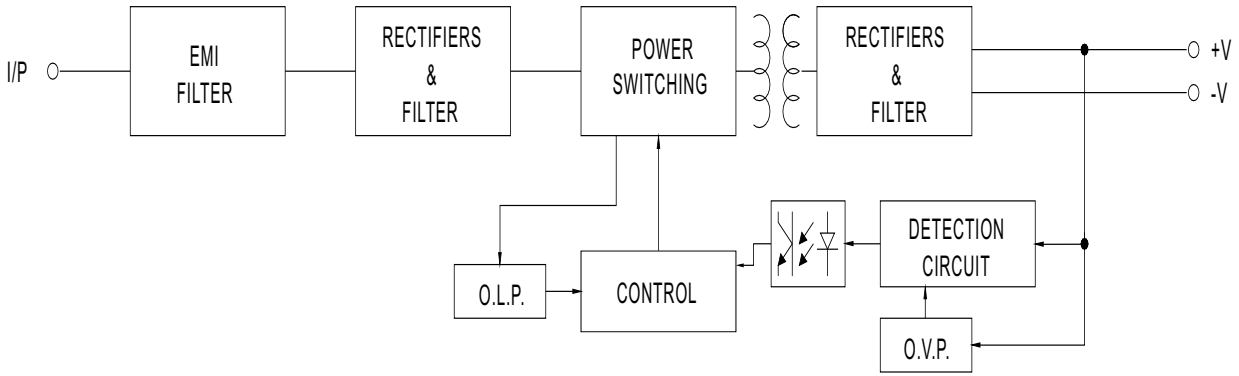 I/P
EMI
FILTER
RECTIFIERS
&
FILTER
POWER
SWITCHING
RECTIFIERS
&
FILTER
+V
-V
O.L.P.
CONTROL
DETECTION
CIRCUIT
O.V.P.